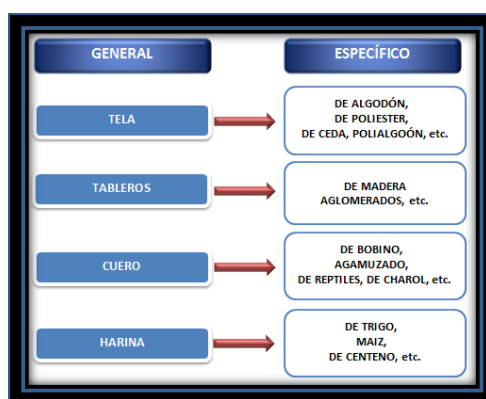 GENERAL
ESPECÍFICO
TELA
DE ALGODÓN,
DE POLIESTER,
DE CEDA, POLIALGOÓN, etc.
TABLEROS
DE MADERA
AGLOMERADOS, etc.
CUERO
DE BOBINO,
AGAMUZADO,
DE REPTILES, DE CHAROL, etc.
HARINA
DE TRIGO,
MAIZ,
DE CENTENO, etc.